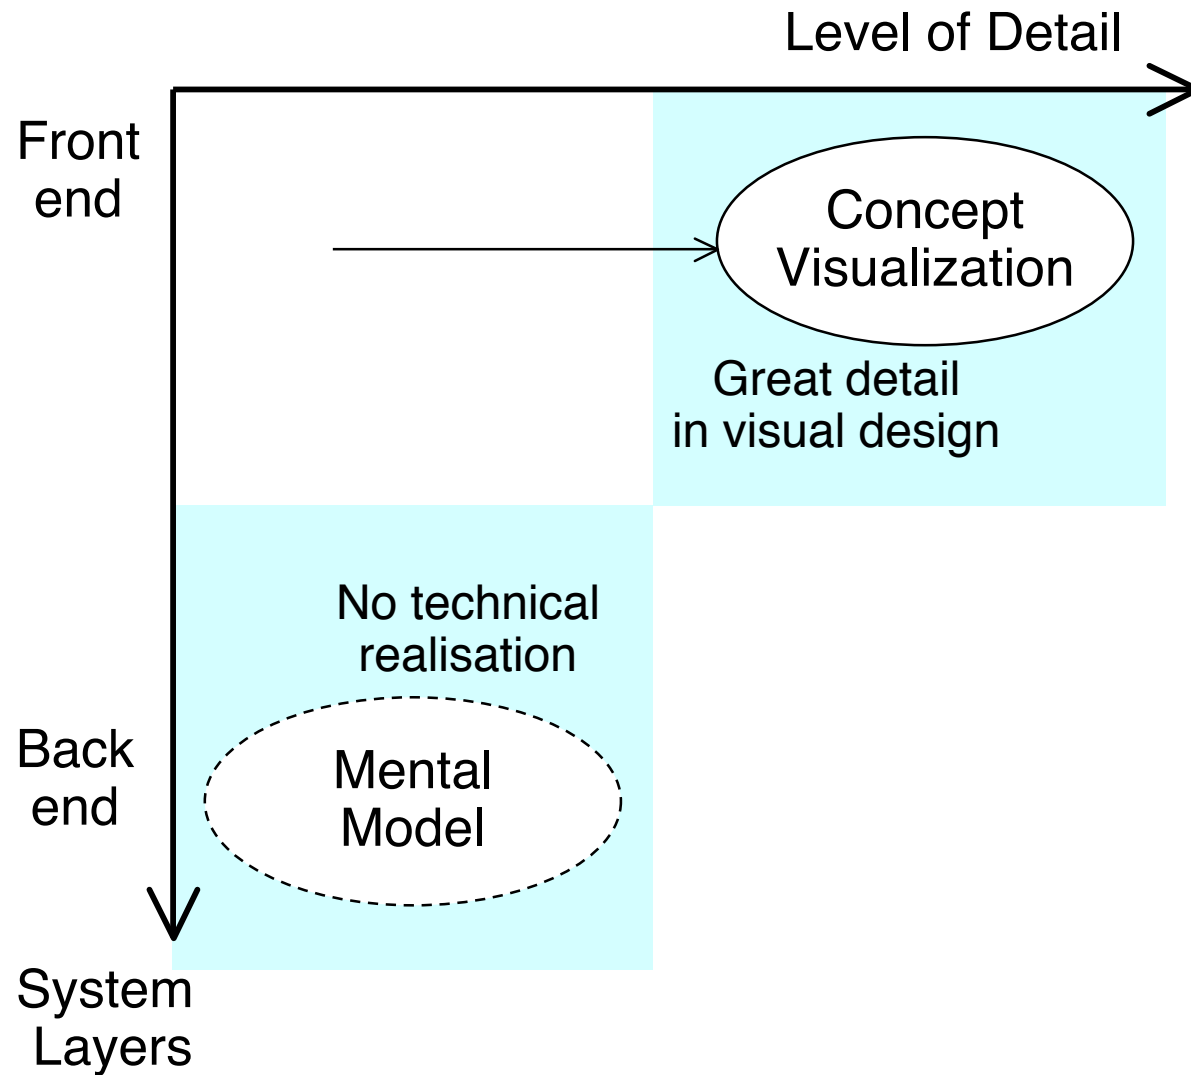 Level of Detail
Front
end
Concept
Visualization
Great detail
in visual design
No technical
realisation
Back
end
Mental
Model
System
Layers